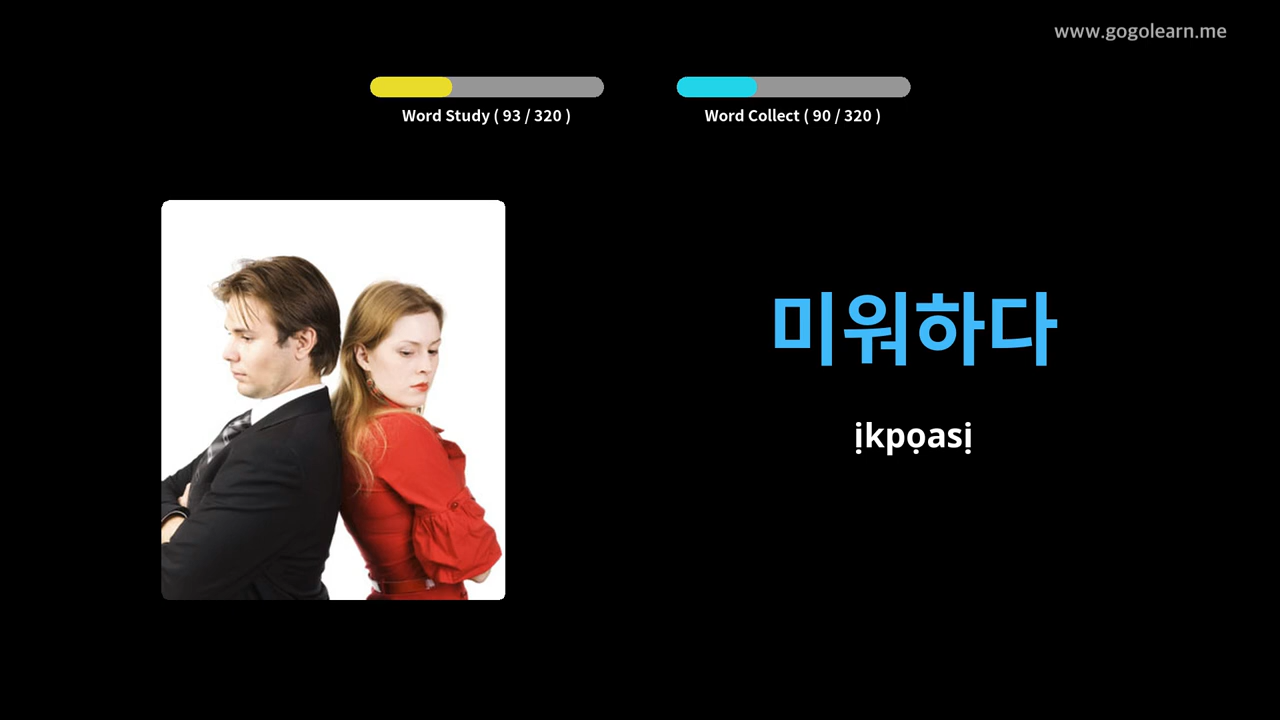 www.gogolearn.me
Word Study ( 93 / 320 )
Word Collect ( 90 / 320 )
미워하다
ịkpọasị